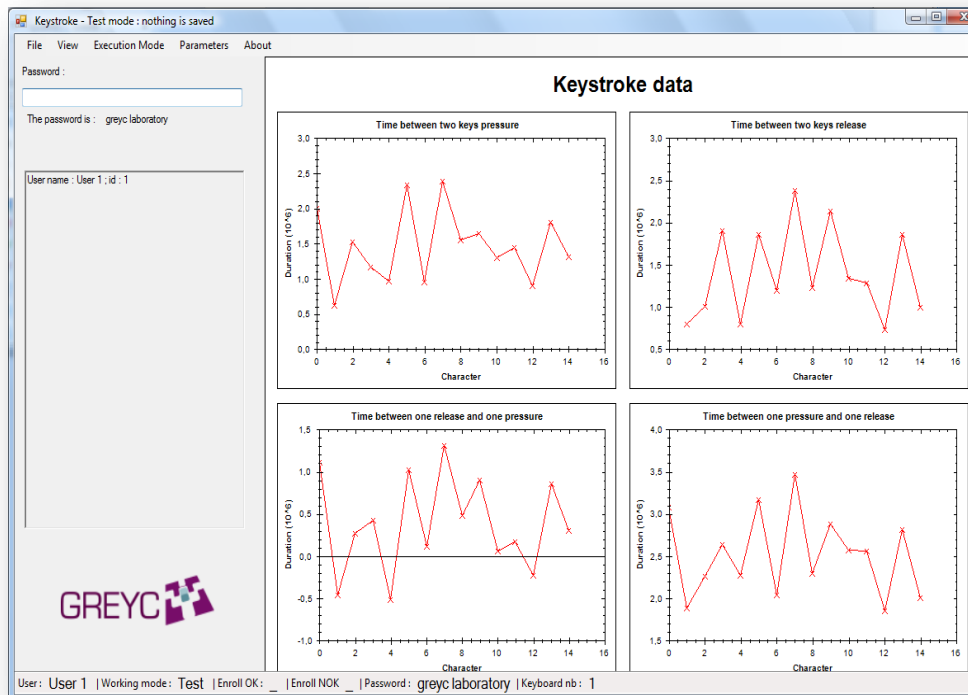 Keystroke - Test mode : nothing is saved
File View Execution Mode Parameters About
Password :
The password is : greyc laboratory
User name : User 1 ; id : 1
GREYC
Keystroke data
Time between two keys pressure
3,0
2,5
2,0
1,5
1,0
0,5
0,0
Duration (10^6)
0 2 4 6 8 10 12 14 16
Character
Time between two keys release
3,0
2,5
2,0
1,5
1,0
0,5
Duration (10^6)
0 2 4 6 8 10 12 14 16
Character
Time between one release and one pressure
1,5
1,0
0,5
0,0
-0,5
-1,0
Duration (10^6)
0 2 4 6 8 10 12 14 16
Character
Time between one pressure and one release
4,0
3,5
3,0
2,5
2,0
1,5
Duration (10^6)
0 2 4 6 8 10 12 14 16
Character
User : User 1 | Working mode : Test | Enroll OK : _ | Enroll NOK _ | Password : greyc laboratory | Keyboard nb : 1